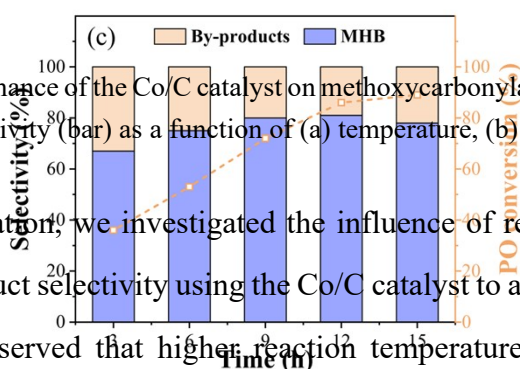 (c) By-products MHB
100 100
nance of the Co/C catalyst on methoxycarbonyla
80 80
ivity (bar) as a function of (a) temperature, (b)
60 60
ation, we investigated the influence of re
40 40
Selectivity (%)
PO conversion (%)
20 20
uct selectivity using the Co/C catalyst to a
0 0
3 6 9 12 15
served that higher reaction temperature
Time (h)